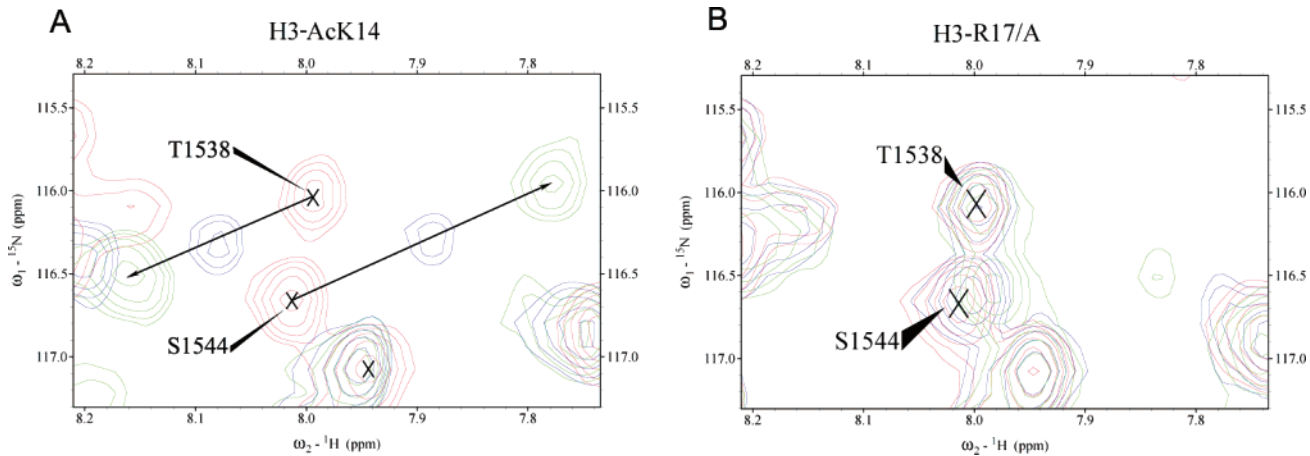 A
H3-AcK14
8.2 8.1 8.0 7.9 7.8
115.5 115.5
T1538
116.0 116.0
116.5 116.5
S1544
117.0 117.0
X
X
X
8.2 8.1 8.0 7.9 7.8
ω1 - 15N (ppm)
ω2 - 1H (ppm)
B
H3-R17/A
8.2 8.1 8.0 7.9 7.8
115.5 115.5
T1538
116.0 116.0
116.5 116.5
S1544
117.0 117.0
X
X
8.2 8.1 8.0 7.9 7.8
ω1 - 15N (ppm)
ω2 - 1H (ppm)